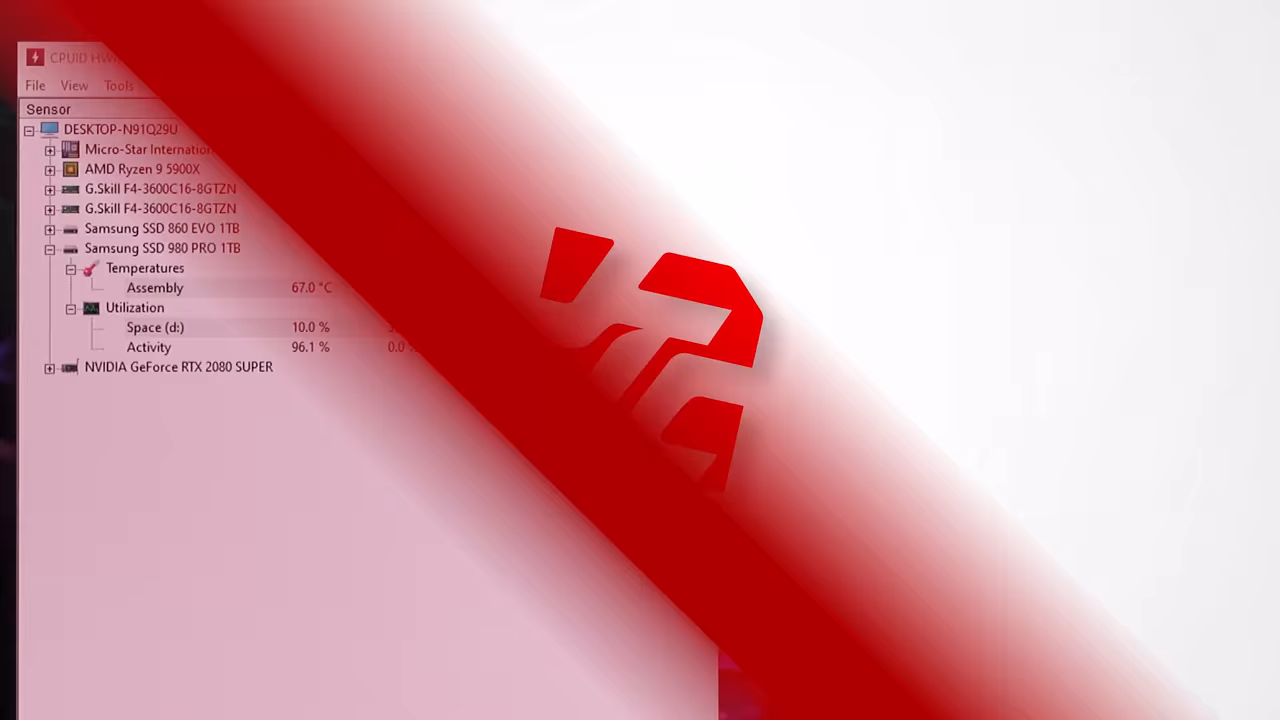 CPUID
File View Tools
Sensor
DESKTOP-N91Q29U
Micro-Star
AMD Ryzen 9 5900X
G.Skill F4-3600C16-8GTZN
G.Skill F4-3600C16-8GTZN
Samsung SSD 860 EVO 1TB
Samsung SSD 980 PRO 1TB
Temperatures
Assembly 67.0 °C
Utilization
Space (d:) 10.0 %
Activity 96.1 % 0.0
NVIDIA GeForce RTX 2080 SUPER